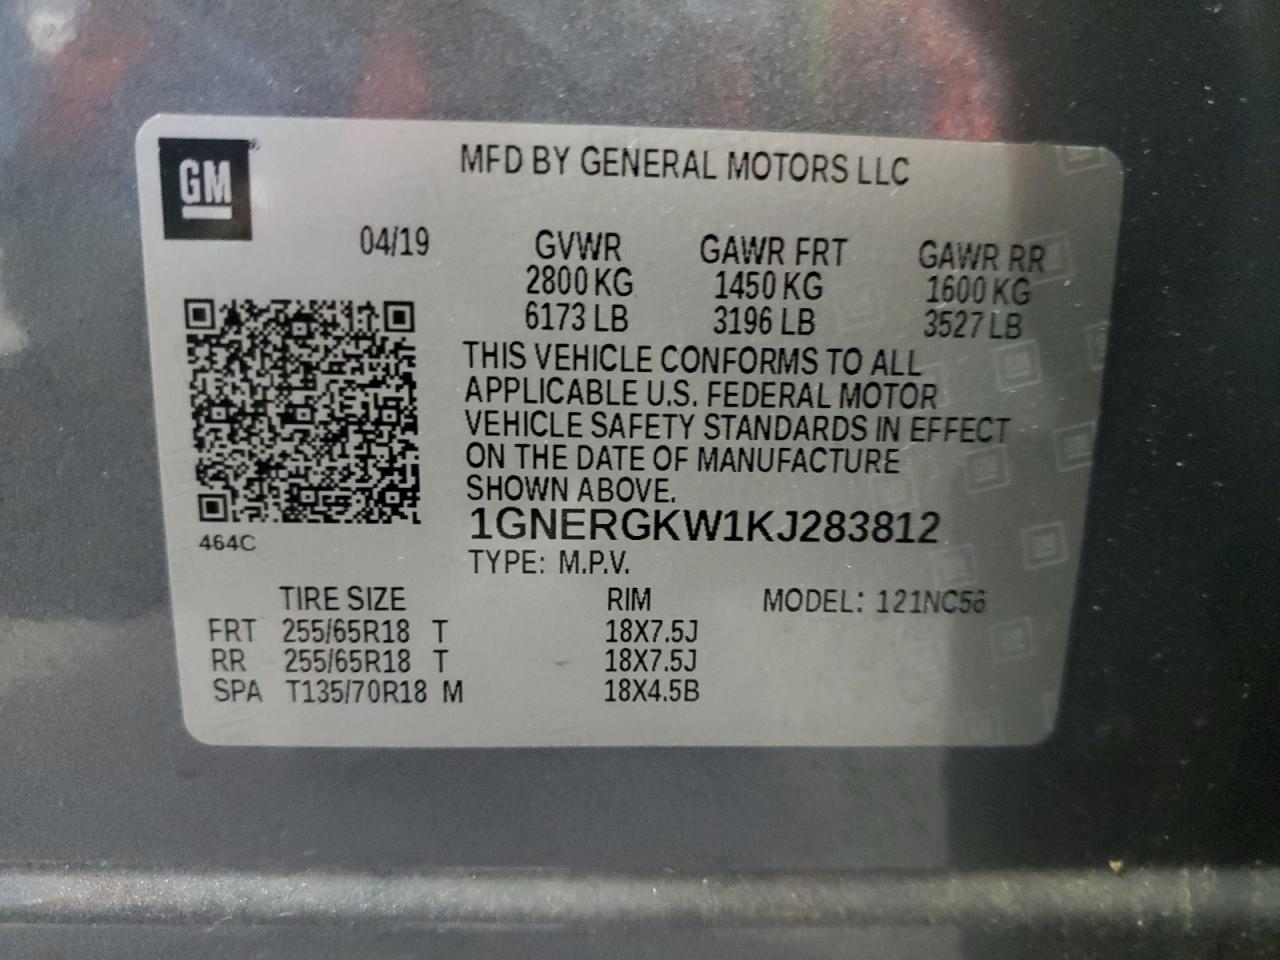 GM
MFD BY GENERAL MOTORS LLC
04/19 GVWR GAWR FRT GAWR RR
2800 KG 1450 KG 1600 KG
6173 LB 3196 LB 3527 LB
THIS VEHICLE CONFORMS TO ALL
APPLICABLE U.S. FEDERAL MOTOR
VEHICLE SAFETY STANDARDS IN EFFECT
ON THE DATE OF MANUFACTURE
SHOWN ABOVE.
1GNERGKW1KJ283812
464C
TYPE: M.P.V.
TIRE SIZE RIM MODEL: 121NC56
FRT 255/65R18 T 18X7.5J
RR 255/65R18 T 18X7.5J
SPA T135/70R18 M 18X4.5B